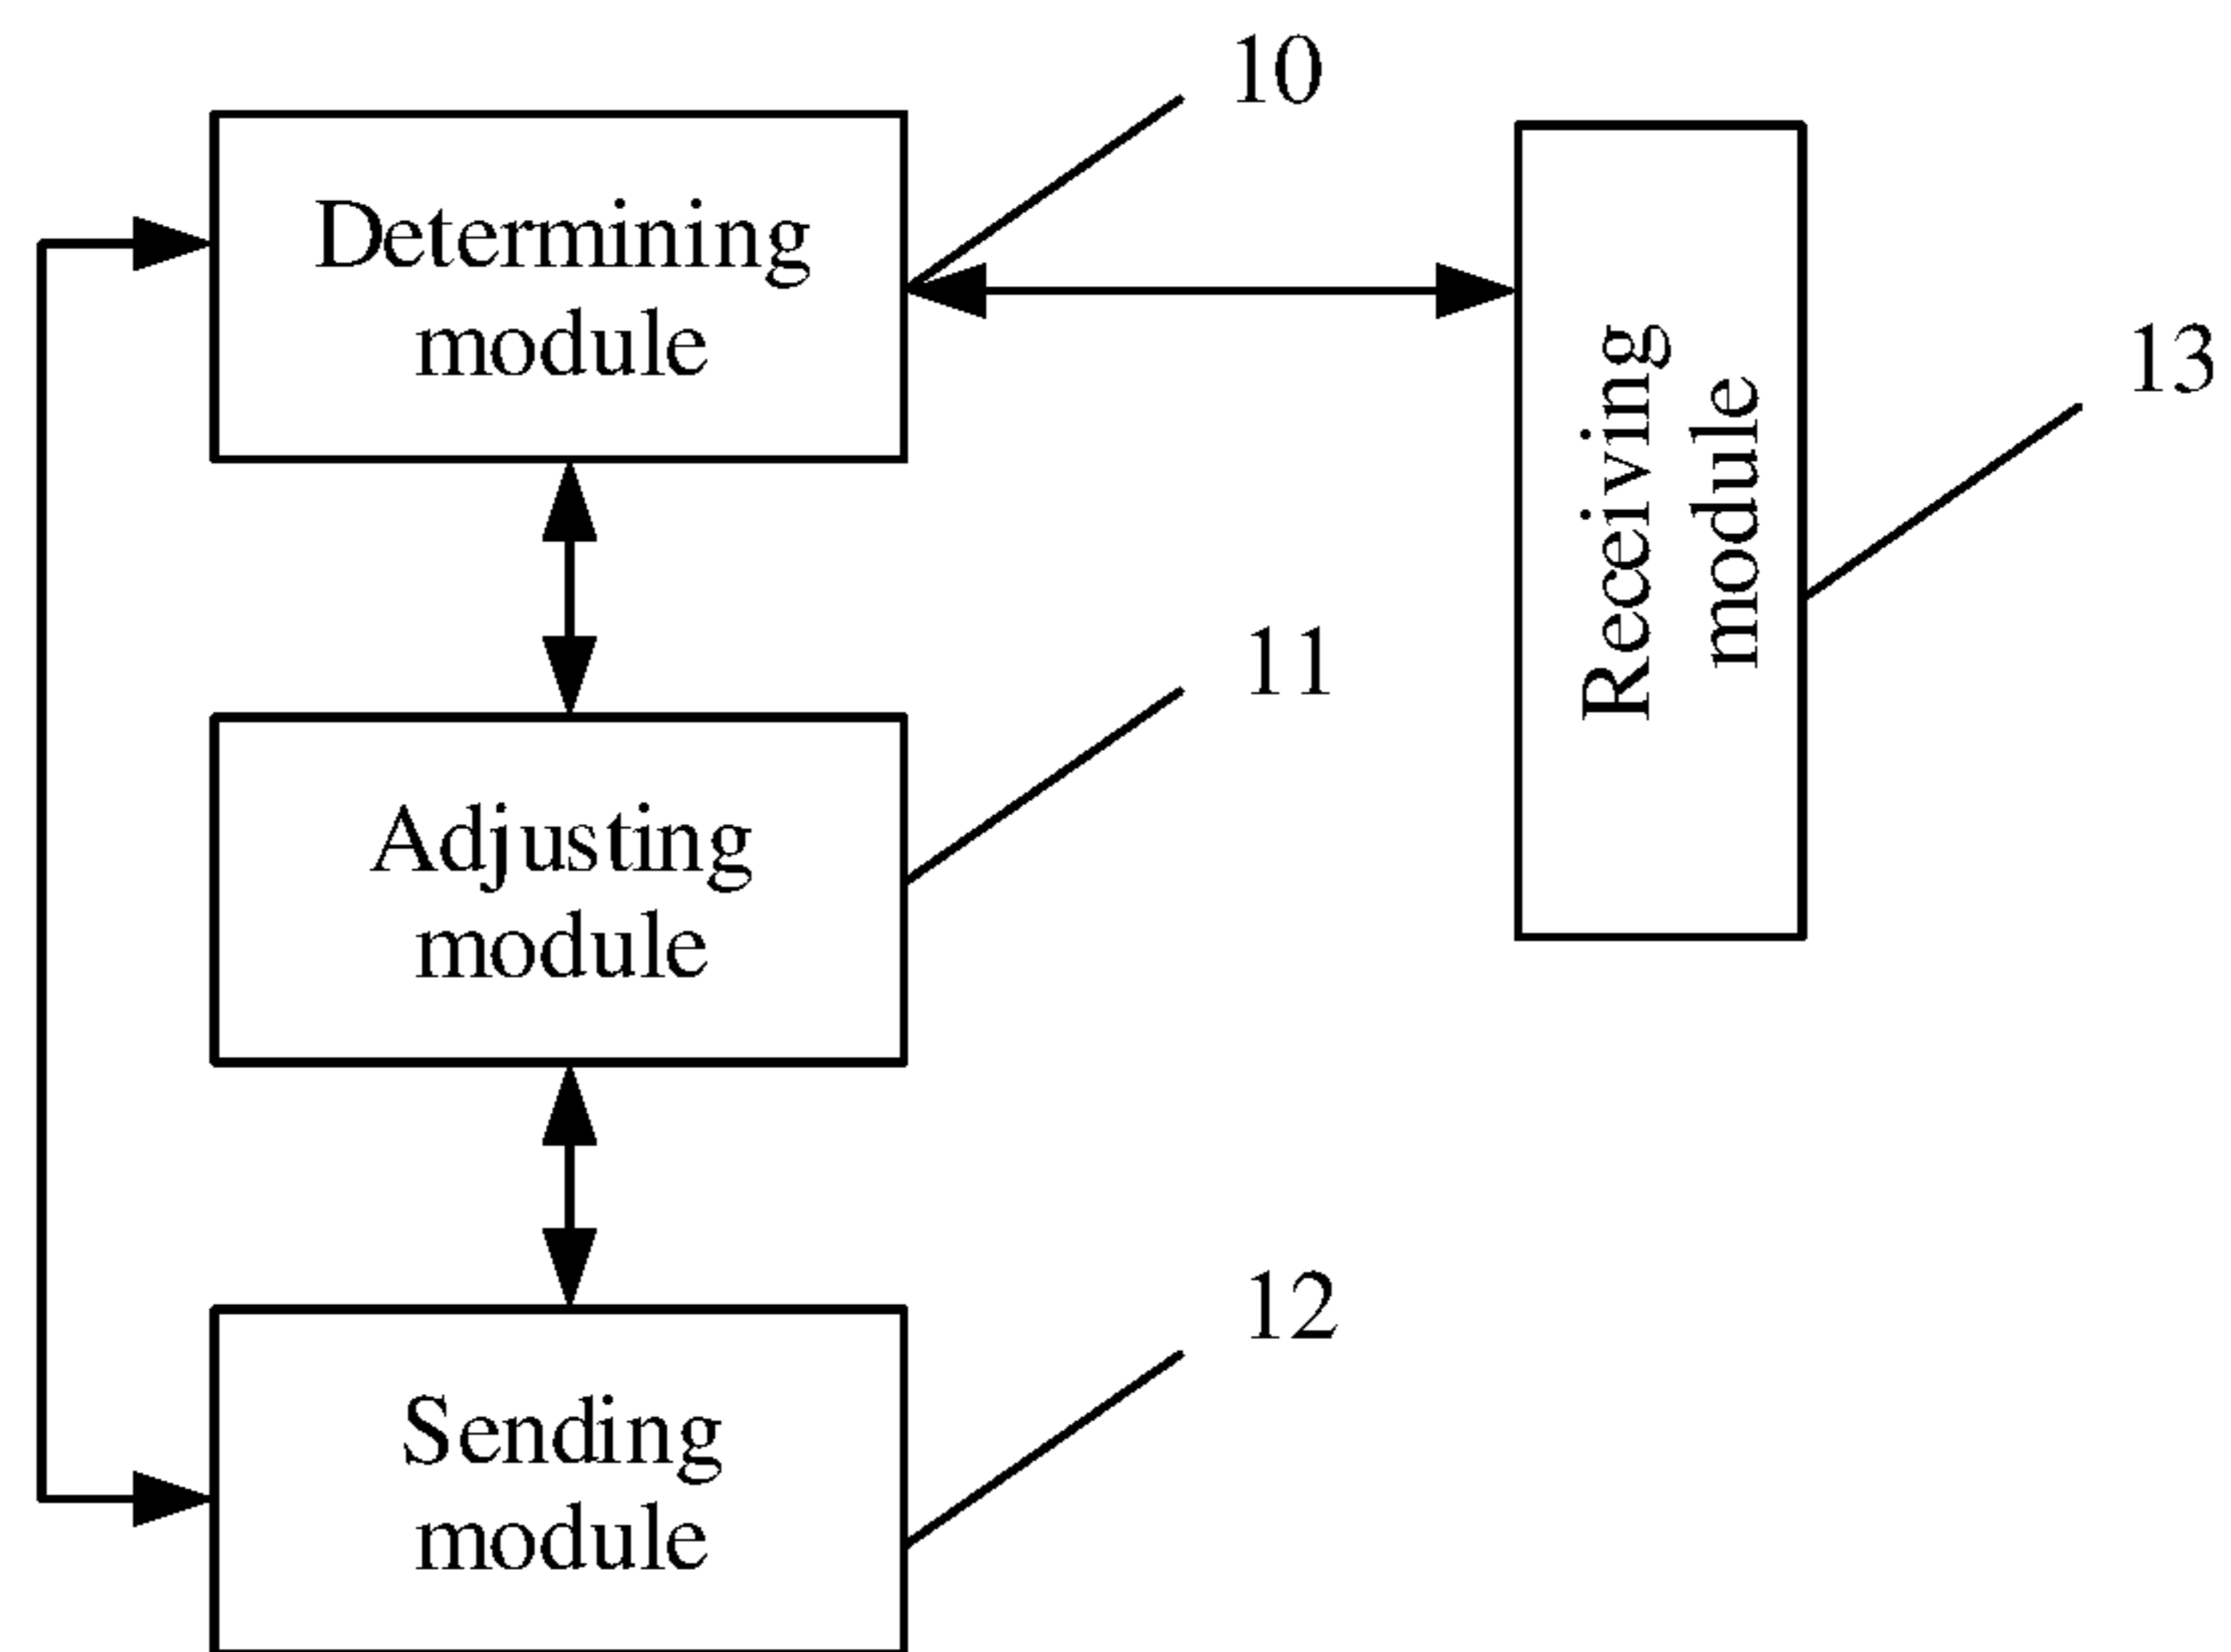 10
Determining
module
Receiving
module
13
11
Adjusting
module
12
Sending
module